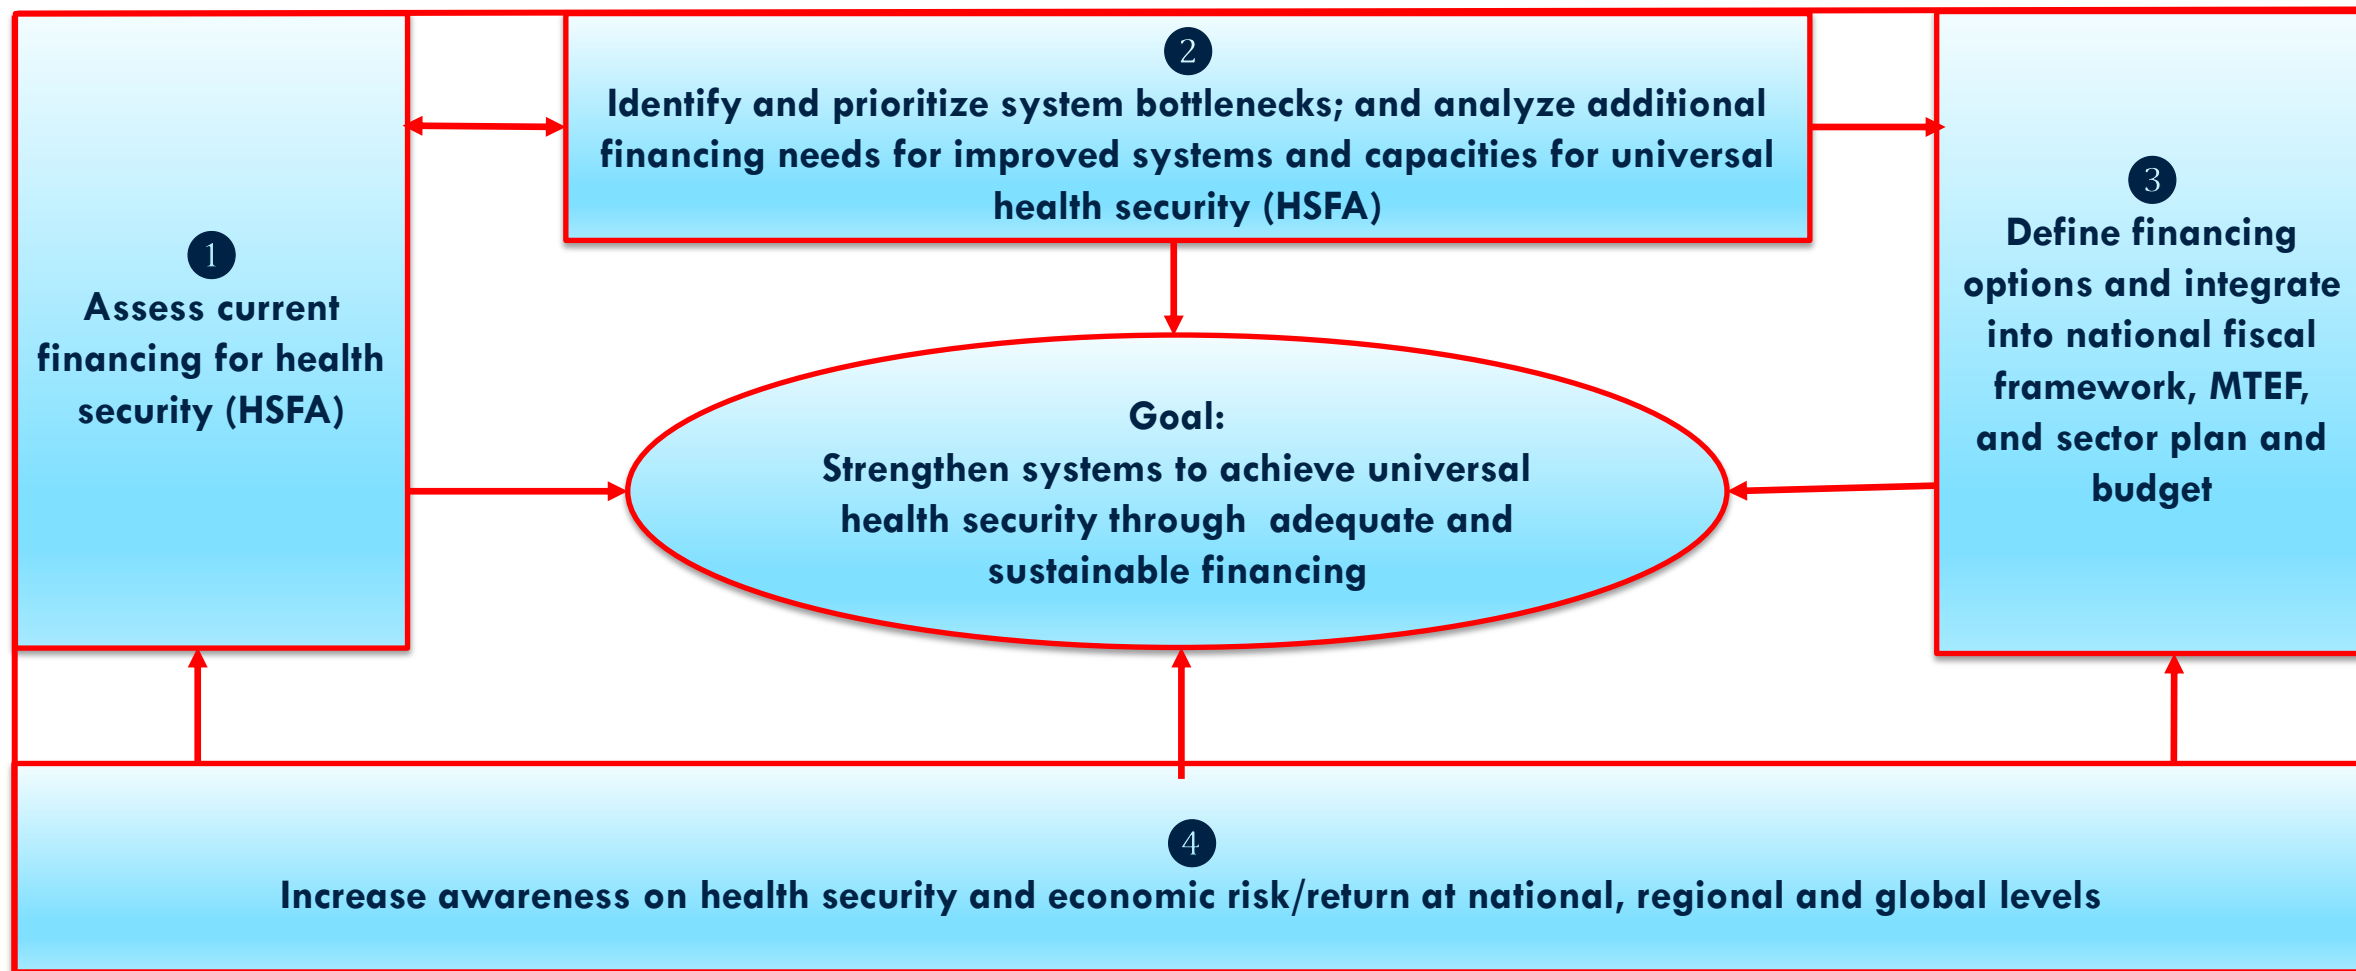 1
Assess current
financing for health
security (HSFA)
2
Identify and prioritize system bottlenecks; and analyze additional
financing needs for improved systems and capacities for universal
health security (HSFA)
3
Define financing
options and integrate
into national fiscal
framework, MTEF,
and sector plan and
budget
Goal:
Strengthen systems to achieve universal
health security through  adequate and
sustainable financing
4
Increase awareness on health security and economic risk/return at national, regional and global levels